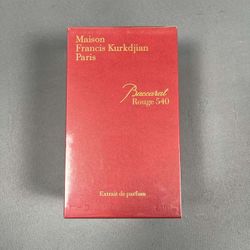 Maison
Francis Kurkdjian
Paris
Baccarat
Rouge 540
Extrait de parfum